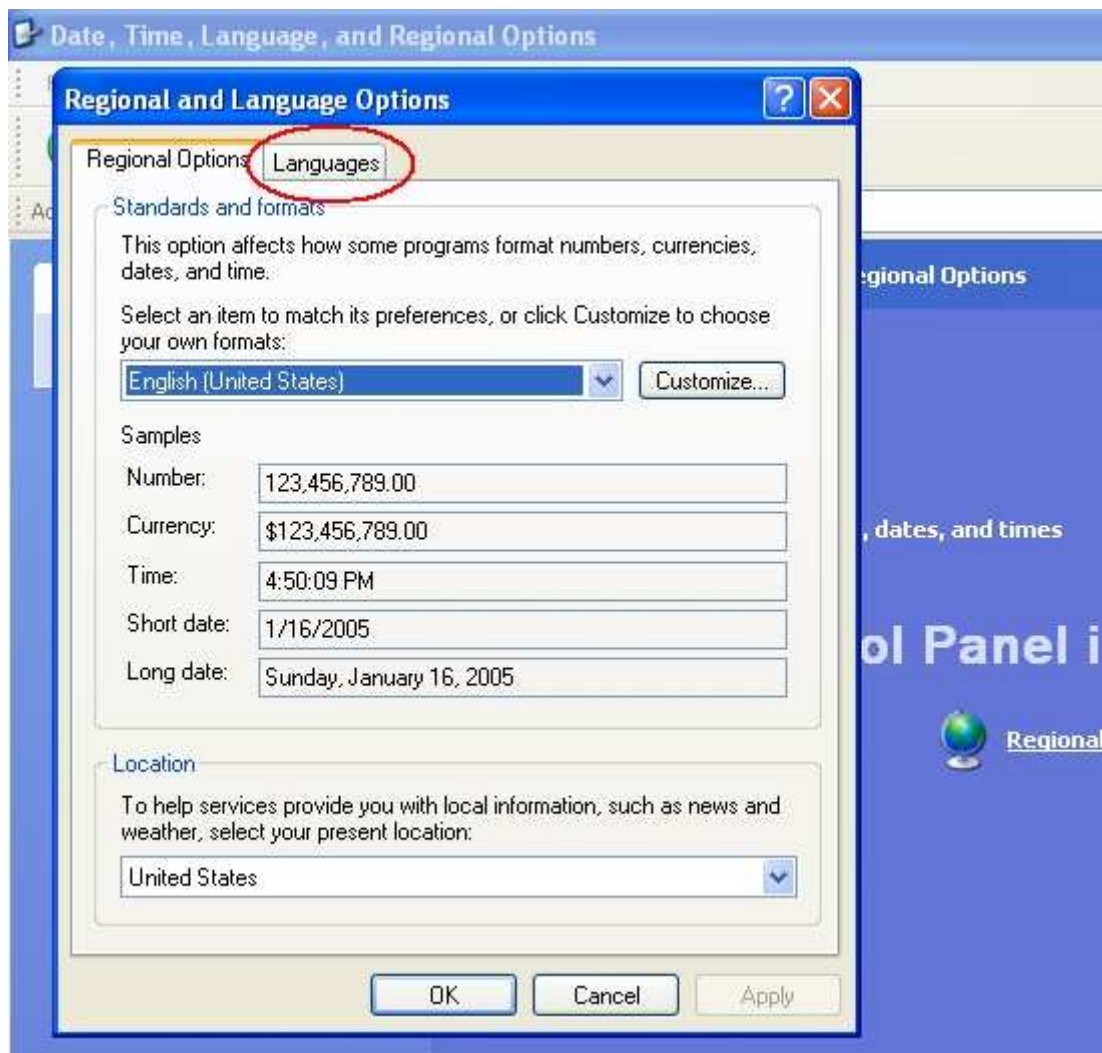 Date, Time, Language, and Regional Options
Regional and Language Options
Regional Options
Languages
Standards and formats
This option affects how some programs format numbers, currencies,
dates, and time.
Select an item to match its preferences, or click Customize to choose
your own formats:
English (United States)
Customize...
Samples
Number:
123,456,789.00
Currency:
$123,456,789.00
Time:
4:50:09 PM
Short date:
1/16/2005
Long date:
Sunday, January 16, 2005
Location
To help services provide you with local information, such as news and
weather, select your present location:
United States
OK
Cancel
Apply
egional Options
, dates, and times
ol Panel i
Regional